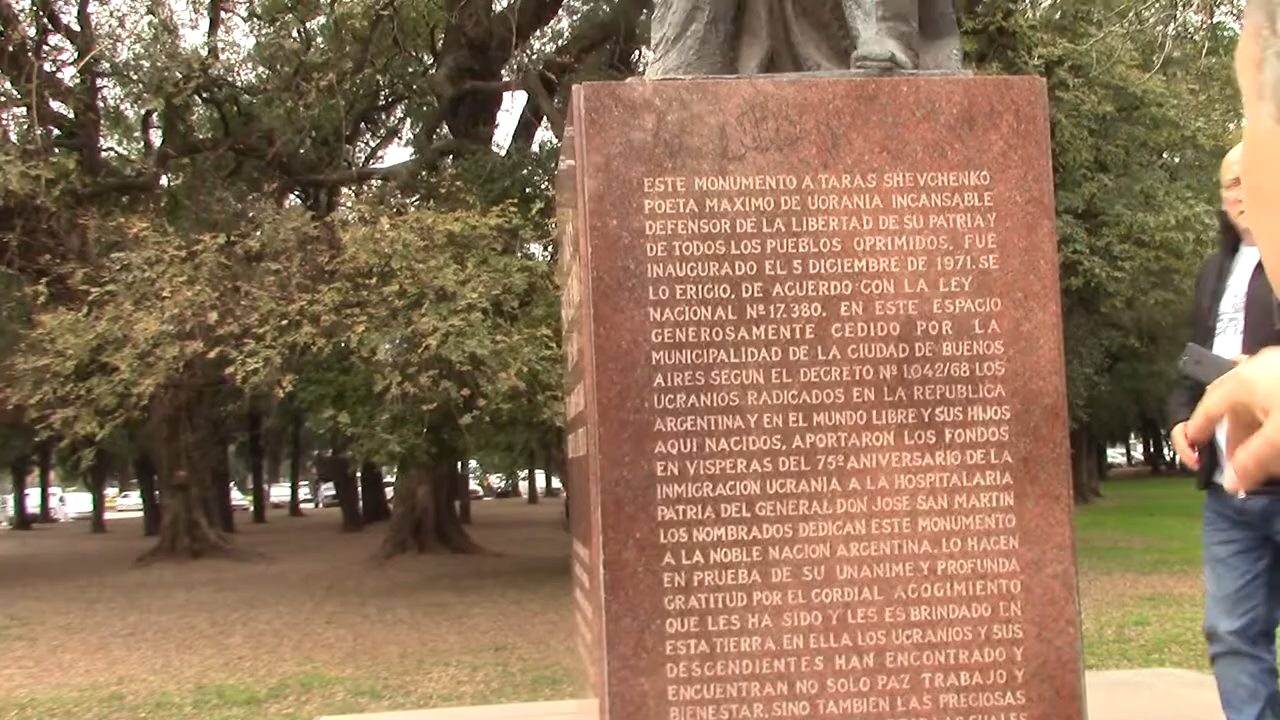 ESTE MONUMENTO A TARAS SHEVCHENKO
POETA MAXIMO DE UORANIA INCANSABLE
DEFENSOR DE LA LIBERTAD DE SU PATRIA Y
DE TODOS LOS PUEBLOS OPRIMIDOS, FUE
INAUGURADO EL 5 DICIEMBRE DE 1971. SE
LO ERIGIO, DE ACUERDO CON LA LEY
NACIONAL Nº 17.380. EN ESTE ESPACIO
GENEROSAMENTE CEDIDO POR LA
MUNICIPALIDAD DE LA CIUDAD DE BUENOS
AIRES SEGUN EL DECRETO Nº 1.042/68 LOS
UCRANIOS RADICADOS EN LA REPUBLICA
ARGENTINA Y EN EL MUNDO LIBRE Y SUS HIJOS
AQUI NACIDOS, APORTARON LOS FONDOS
EN VISPERAS DEL 75º ANIVERSARIO DE LA
INMIGRACION UCRANIA A LA HOSPITALARIA
PATRIA DEL GENERAL DON JOSE SAN MARTIN
LOS NOMBRADOS DEDICAN ESTE MONUMENTO
A LA NOBLE NACION ARGENTINA. LO HACEN
EN PRUEBA DE SU UNANIME Y PROFUNDA
GRATITUD POR EL CORDIAL ACOGIMIENTO
QUE LES HA SIDO Y LES ES BRINDADO EN
ESTA TIERRA. EN ELLA LOS UCRANIOS Y SUS
DESCENDIENTES HAN ENCONTRADO Y
ENCUENTRAN NO SOLO PAZ TRABAJO Y
BIENESTAR, SINO TAMBIEN LAS PRECIOSAS
LAS CUALES